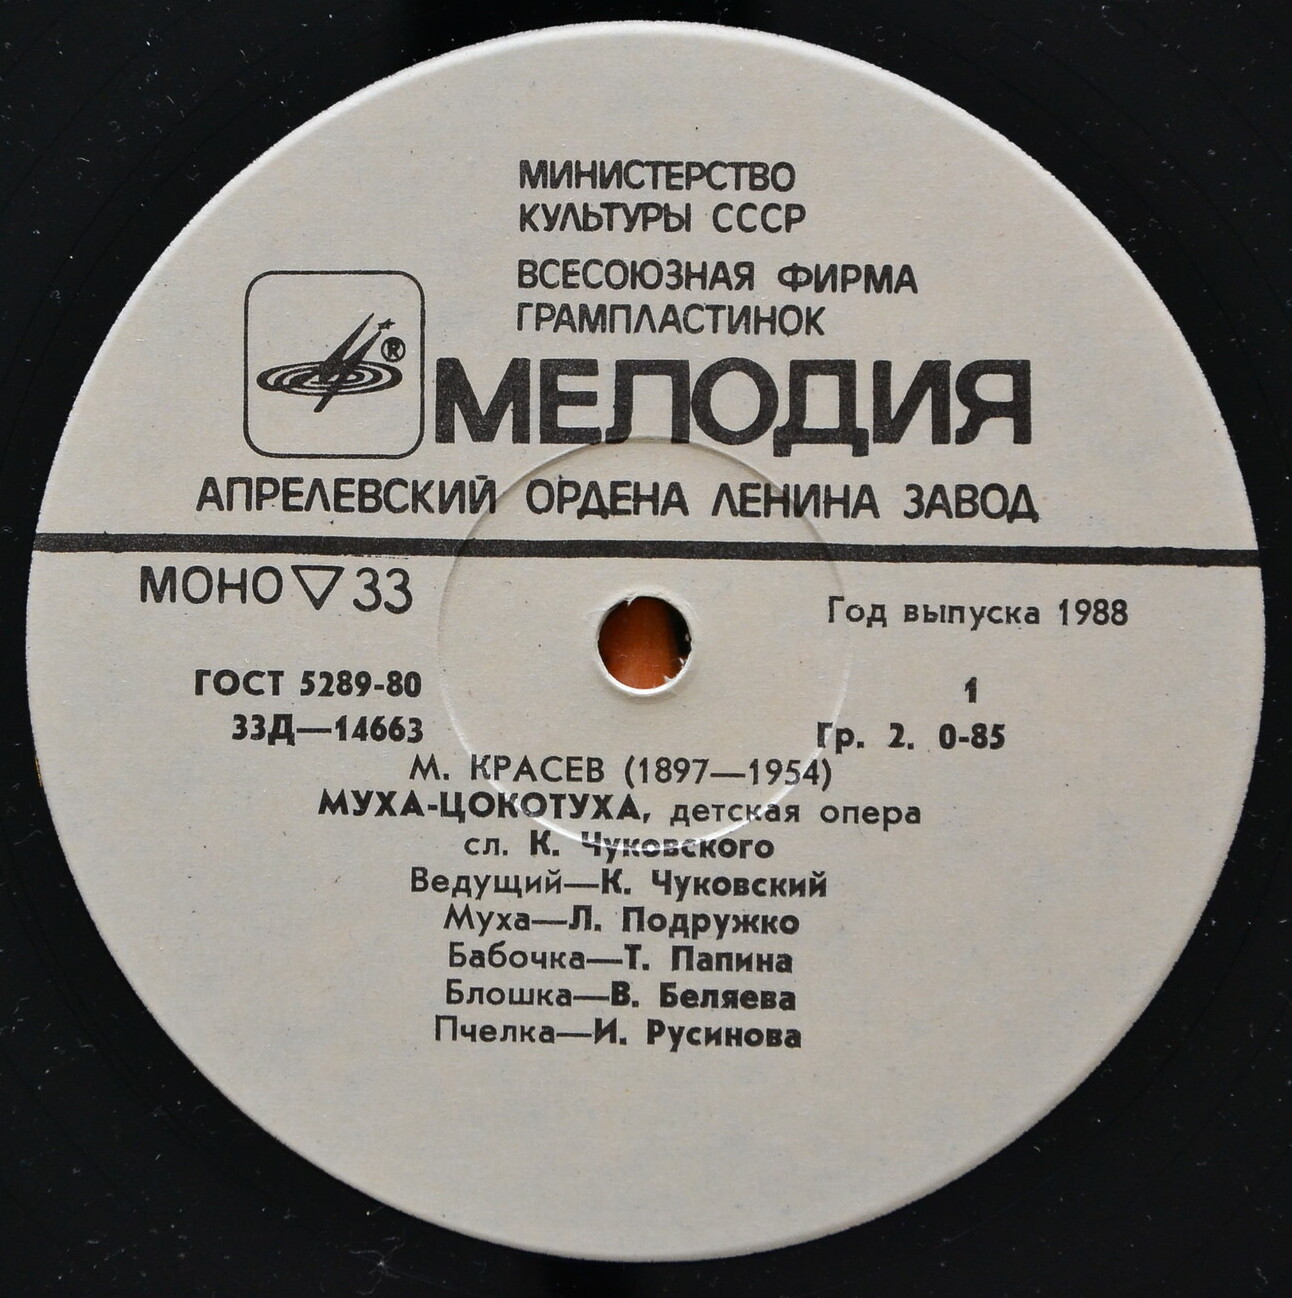 МИНИСТЕРСТВО
КУЛЬТУРЫ СССР
ВСЕСОЮЗНАЯ ФИРМА
ГРАМПЛАСТИНОК
®
МЕЛОДИЯ
АПРЕЛЕВСКИЙ ОРДЕНА ЛЕНИНА ЗАВОД
МОНО ▽ 33
Год выпуска 1988
ГОСТ 5289-80
1
33Д—14663
Гр. 2. 0-85
М. КРАСЕВ (1897—1954)
МУХА-ЦОКОТУХА, детская опера
сл. К. Чуковского
Ведущий—К. Чуковский
Муха—Л. Подружко
Бабочка—Т. Папина
Блошка—В. Беляева
Пчелка—И. Русинова